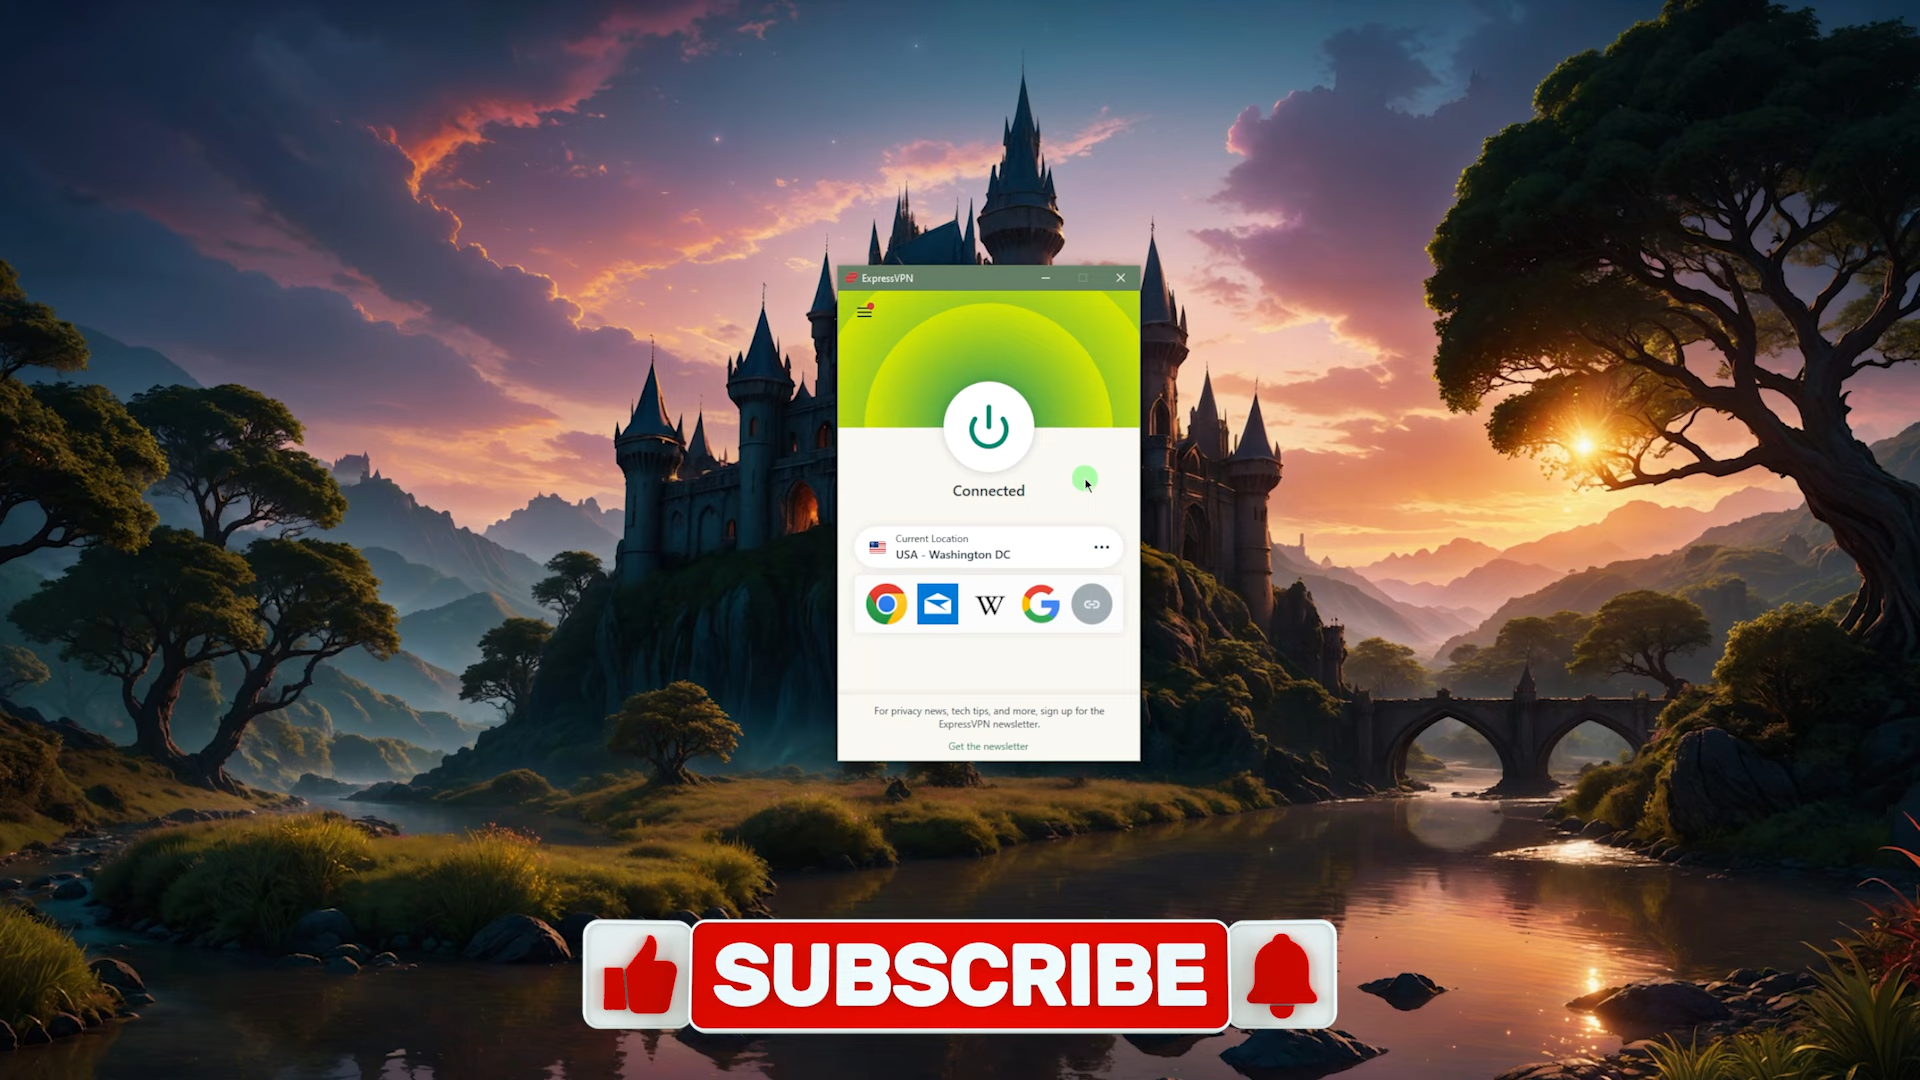 ExpressVPN
Connected
Current Location
USA - Washington DC
W
G
For privacy news, tech tips, and more, sign up for the
ExpressVPN newsletter.
Get the newsletter
SUBSCRIBE